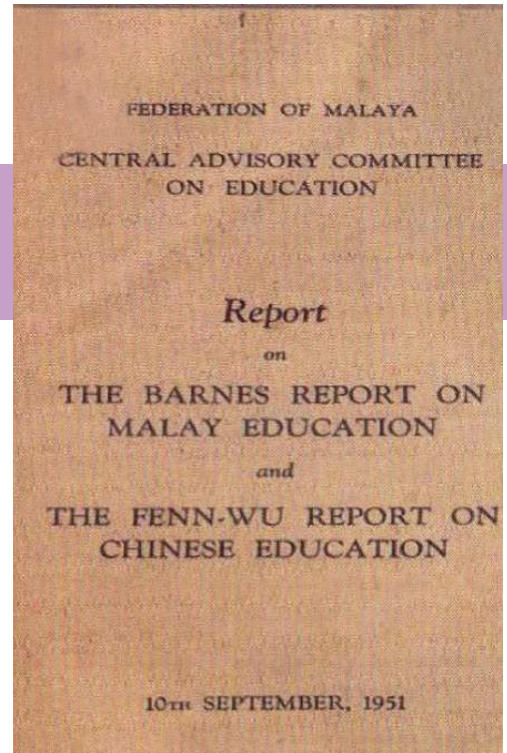 FEDERATION OF MALAYA
CENTRAL ADVISORY COMMITTEE
ON EDUCATION
Report
on
THE BARNES REPORT ON
MALAY EDUCATION
and
THE FENN-WU REPORT ON
CHINESE EDUCATION
10TH SEPTEMBER, 1951